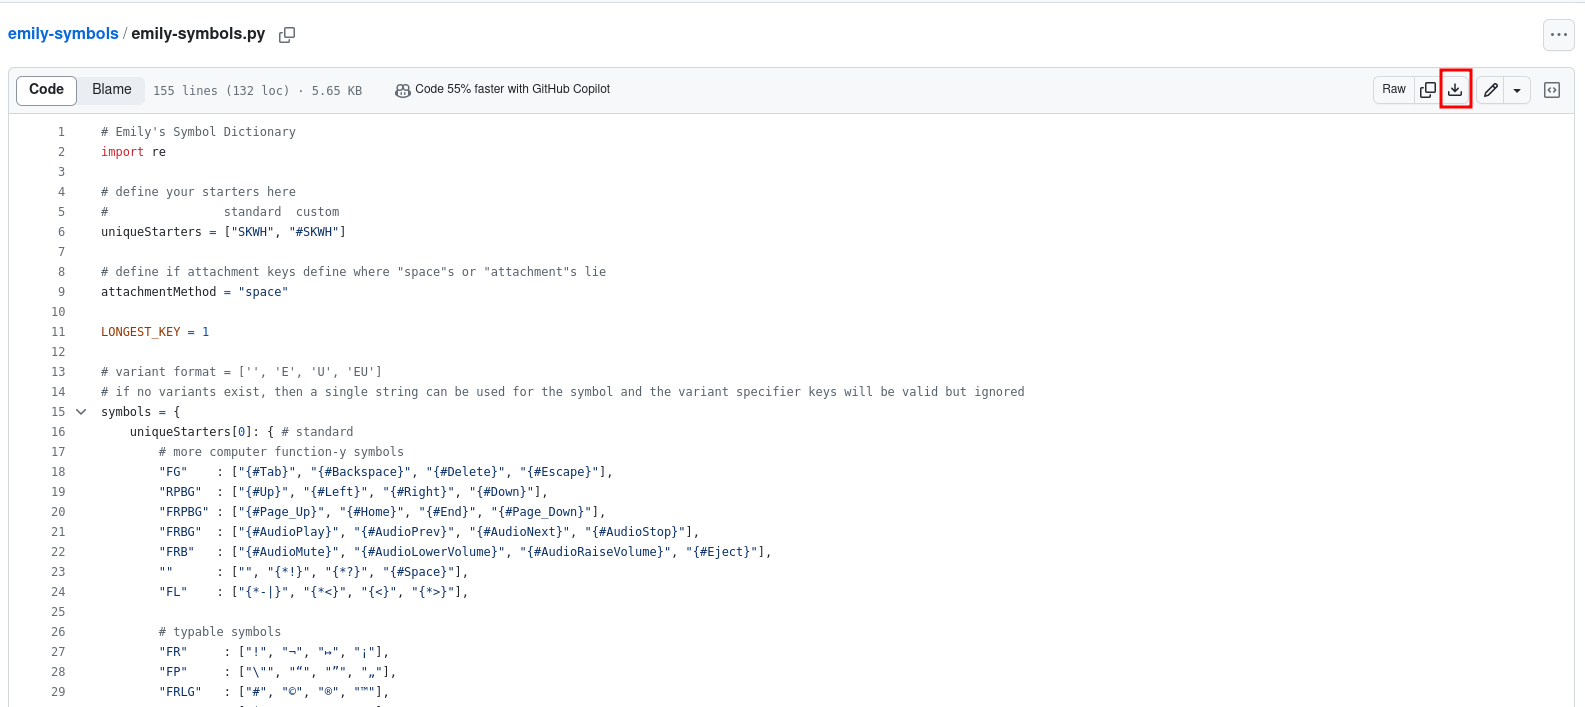 emily-symbols / emily-symbols.py
Code Blame 155 lines (132 loc) · 5.65 KB Code 55% faster with GitHub Copilot Raw
1 # Emily's Symbol Dictionary
2 import re
3
4 # define your starters here
5 #                standard  custom
6 uniqueStarters = ["SKWH", "#SKWH"]
7
8 # define if attachment keys define where "space"s or "attachment"s lie
9 attachmentMethod = "space"
10
11 LONGEST_KEY = 1
12
13 # variant format = ['', 'E', 'U', 'EU']
14 # if no variants exist, then a single string can be used for the symbol and the variant specifier keys will be valid but ignored
15 symbols = {
16     uniqueStarters[0]: { # standard
17         # more computer function-y symbols
18         "FG"    : ["{#Tab}", "{#Backspace}", "{#Delete}", "{#Escape}"],
19         "RPBG"  : ["{#Up}", "{#Left}", "{#Right}", "{#Down}"],
20         "FRPBG" : ["{#Page_Up}", "{#Home}", "{#End}", "{#Page_Down}"],
21         "FRBG"  : ["{#AudioPlay}", "{#AudioPrev}", "{#AudioNext}", "{#AudioStop}"],
22         "FRB"   : ["{#AudioMute}", "{#AudioLowerVolume}", "{#AudioRaiseVolume}", "{#Eject}"],
23         ""      : ["", "{*!}", "{*?}", "{#Space}"],
24         "FL"    : ["{*-|}", "{*<}", "{<}", "{*>}"],
25
26         # typable symbols
27         "FR"     : ["!", "¬", "↦", "¡"],
28         "FP"     : ["\"", "“", "”", "„"],
29         "FRLG"   : ["#", "©", "®", "™"],